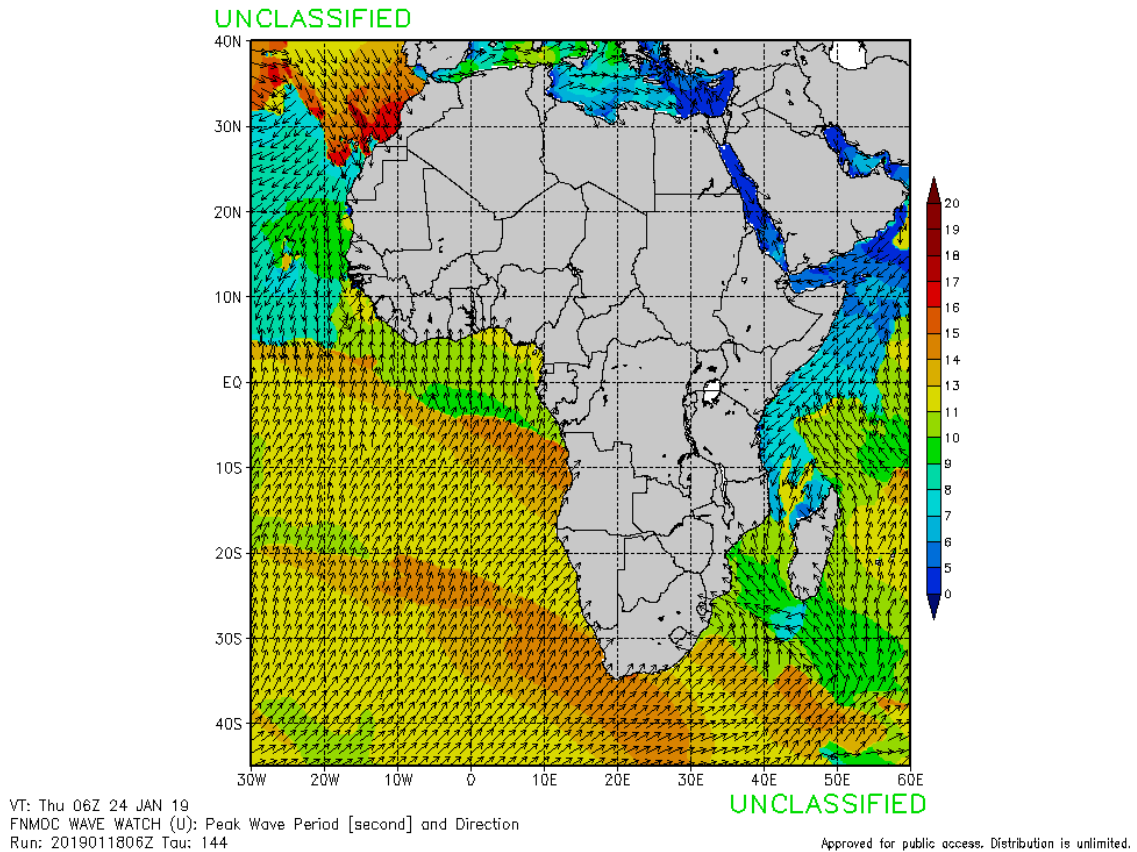 UNCLASSIFIED
40N
30N
20N
10N
EQ
10S
20S
30S
40S
30W 20W 10W 0 10E 20E 30E 40E 50E 60E
20
19
18
17
16
15
14
13
11
10
9
8
7
6
5
0
UNCLASSIFIED
VT: Thu 06Z 24 JAN 19
FNMOC WAVE WATCH (U): Peak Wave Period [second] and Direction
Run: 2019011806Z Tau: 144
Approved for public access. Distribution is unlimited.